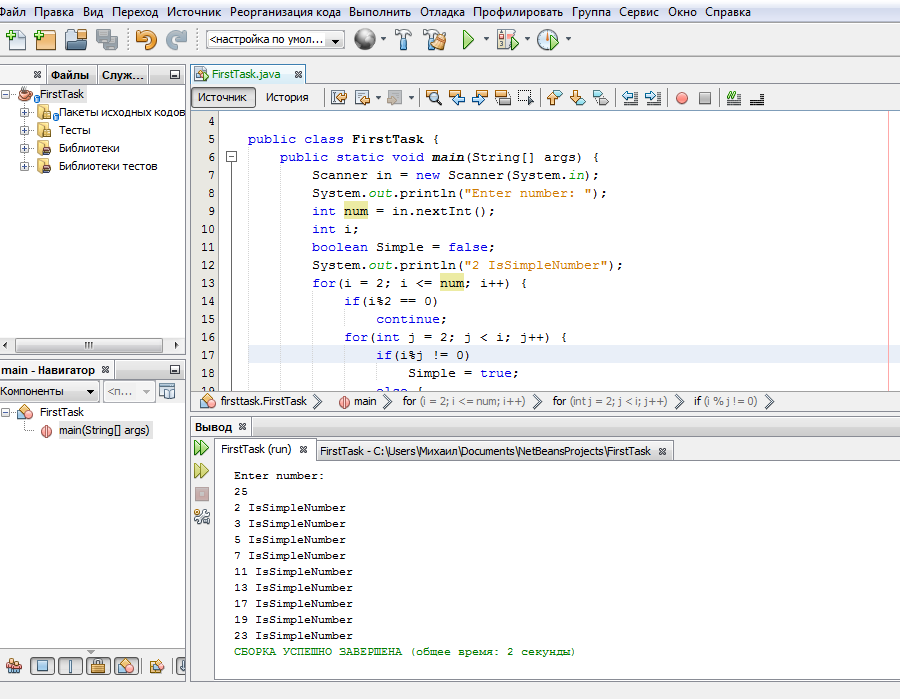 Файл Правка Вид Переход Источник Реорганизация кода Выполнить Отладка Профилировать Группа Сервис Окно Справка
<настройка по умол...
Файлы Служ...
FirstTask
Пакеты исходных кодов
Тесты
Библиотеки
Библиотеки тестов
FirstTask.java
Источник История
4
5 public class FirstTask {
6 public static void main(String[] args) {
7 Scanner in = new Scanner(System.in);
8 System.out.println("Enter number: ");
9 int num = in.nextInt();
10 int i;
11 boolean Simple = false;
12 System.out.println("2 IsSimpleNumber");
13 for(i = 2; i <= num; i++) {
14 if(i%2 == 0)
15 continue;
16 for(int j = 2; j < i; j++) {
17 if(i%j != 0)
18 Simple = true;
19 else {
firsttask.FirstTask main for (i = 2; i <= num; i++) for (int j = 2; j < i; j++) if (i % j != 0)
main - Навигатор
Компоненты <п...
FirstTask
main(String[] args)
Вывод
FirstTask (run) FirstTask - C:\Users\Михаил\Documents\NetBeansProjects\FirstTask
Enter number:
25
2 IsSimpleNumber
3 IsSimpleNumber
5 IsSimpleNumber
7 IsSimpleNumber
11 IsSimpleNumber
13 IsSimpleNumber
17 IsSimpleNumber
19 IsSimpleNumber
23 IsSimpleNumber
СБОРКА УСПЕШНО ЗАВЕРШЕНА (общее время: 2 секунды)